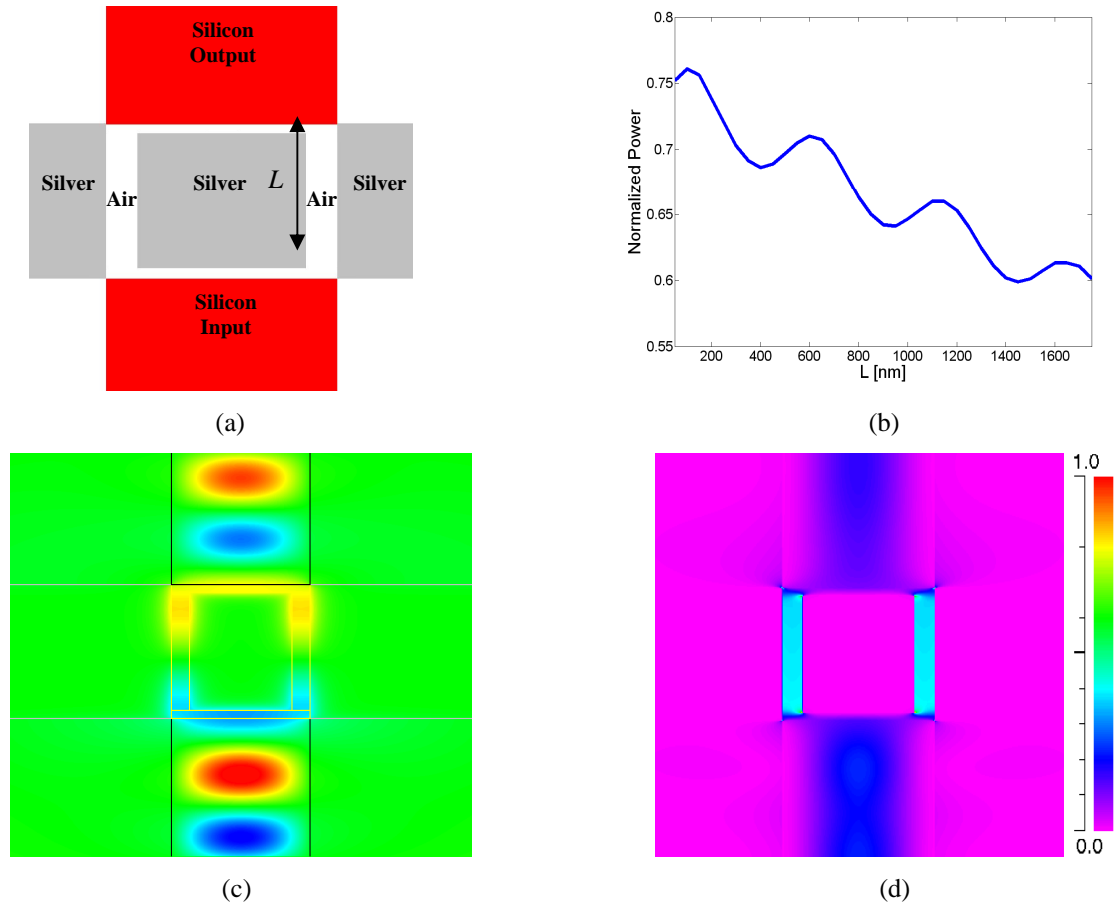 Silicon
Output
Silver
Air
Silver
L
Air
Silver
Silicon
Input
(a)
0.8
0.75
0.7
0.65
0.6
0.55
Normalized Power
200
400
600
800
1000
1200
1400
1600
L [nm]
(b)
(c)
1.0
0.0
(d)